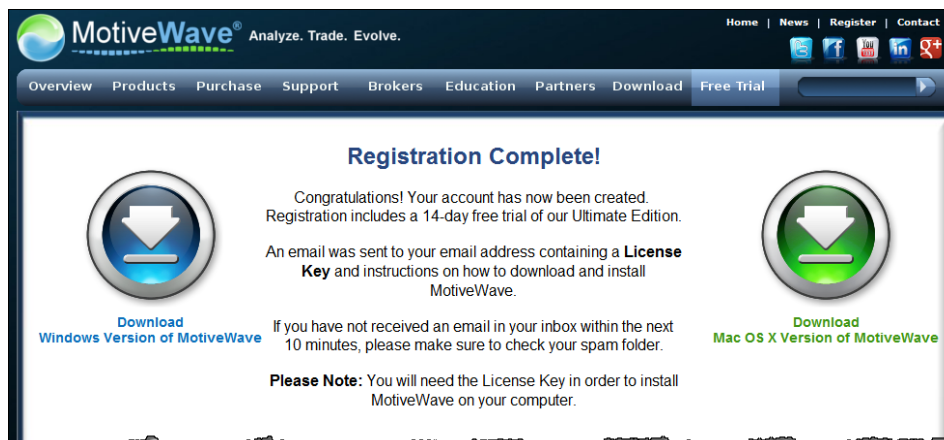 Home | News | Register | Contact
MotiveWave® Analyze. Trade. Evolve.
Overview Products Purchase Support Brokers Education Partners Download Free Trial
Registration Complete!
Congratulations! Your account has now been created.
Registration includes a 14-day free trial of our Ultimate Edition.
An email was sent to your email address containing a License
Key and instructions on how to download and install
MotiveWave.
If you have not received an email in your inbox within the next
10 minutes, please make sure to check your spam folder.
Please Note: You will need the License Key in order to install
MotiveWave on your computer.
Download
Windows Version of MotiveWave
Download
Mac OS X Version of MotiveWave